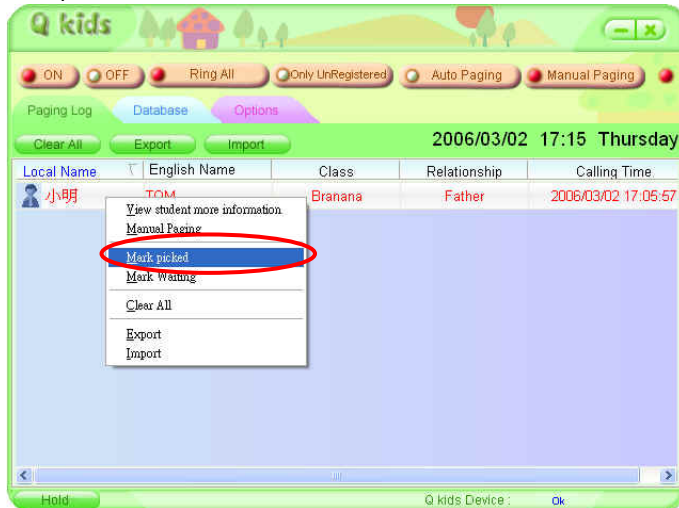 Q kids
ON OFF Ring All Only UnRegistered Auto Paging Manual Paging
Paging Log Database Options
Clear All Export Import 2006/03/02 17:15 Thursday
Local Name English Name Class Relationship Calling Time
小明 TOM Branana Father 2006/03/02 17:05:57
View student more information
Manual Paging
Mark picked
Mark Waiting
Clear All
Export
Import
Hold Q kids Device : Ok